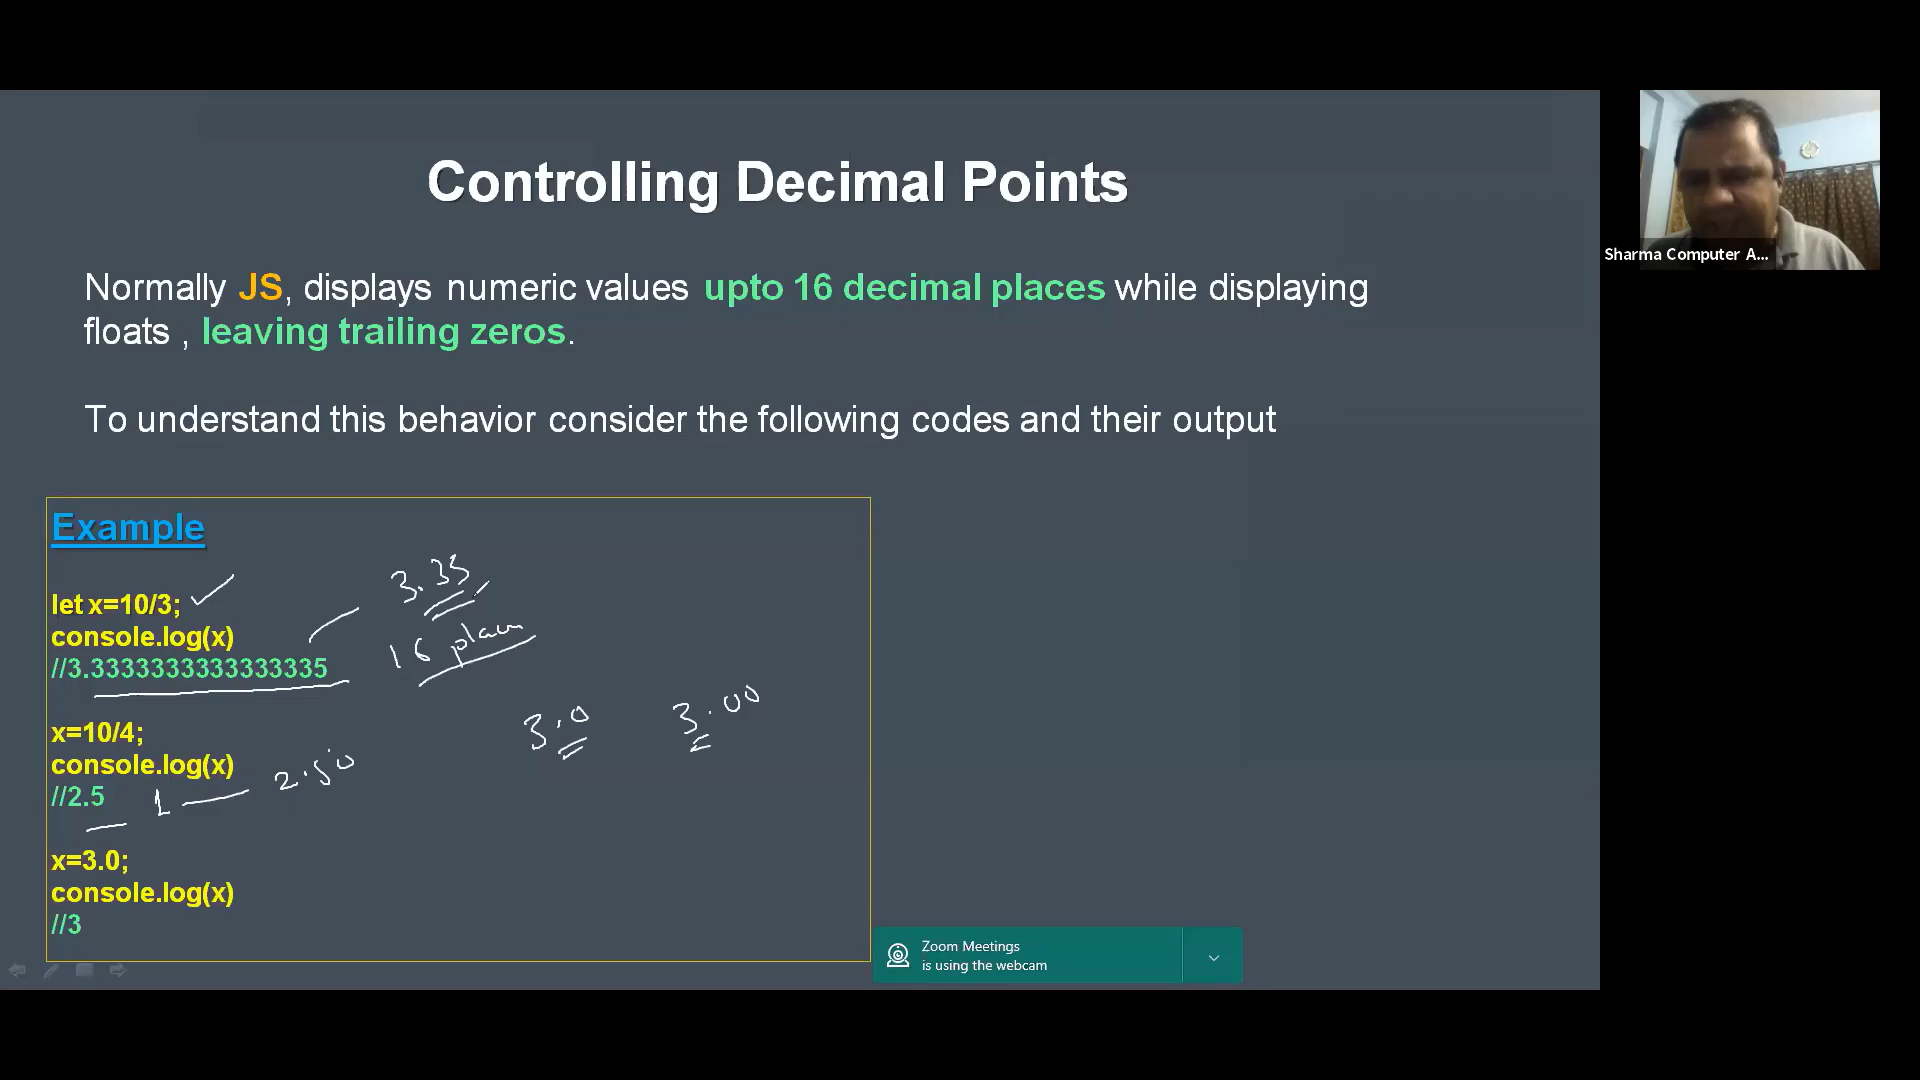 Controlling Decimal Points
Normally JS, displays numeric values upto 16 decimal places while displaying
floats , leaving trailing zeros.
To understand this behavior consider the following codes and their output
Example
let x=10/3;
console.log(x)
//3.3333333333333335
x=10/4;
console.log(x)
//2.5
x=3.0;
console.log(x)
//3
3.33
16 places
3.0 3.00
1 2.50
Sharma Computer A...
Zoom Meetings
is using the webcam